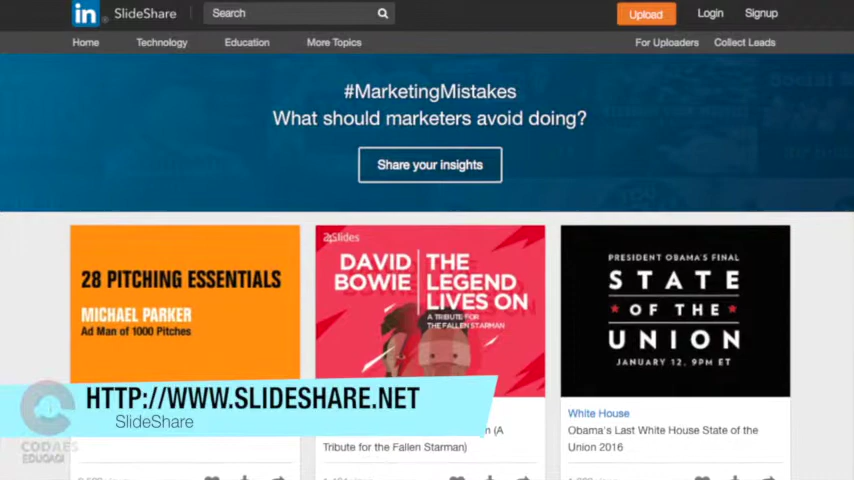 in SlideShare
Search
Upload
Login
Signup
Home
Technology
Education
More Topics
For Uploaders
Collect Leads
#MarketingMistakes
What should marketers avoid doing?
Share your insights
28 PITCHING ESSENTIALS
MICHAEL PARKER
Ad Man of 1000 Pitches
24Slides
DAVID BOWIE
THE LEGEND LIVES ON
A TRIBUTE FOR
THE FALLEN STARMAN
PRESIDENT OBAMA'S FINAL
STATE
OF THE
UNION
JANUARY 12, 9PM ET
HTTP://WWW.SLIDESHARE.NET
SlideShare
(A
Tribute for the Fallen Starman)
White House
Obama's Last White House State of the
Union 2016
CODAES